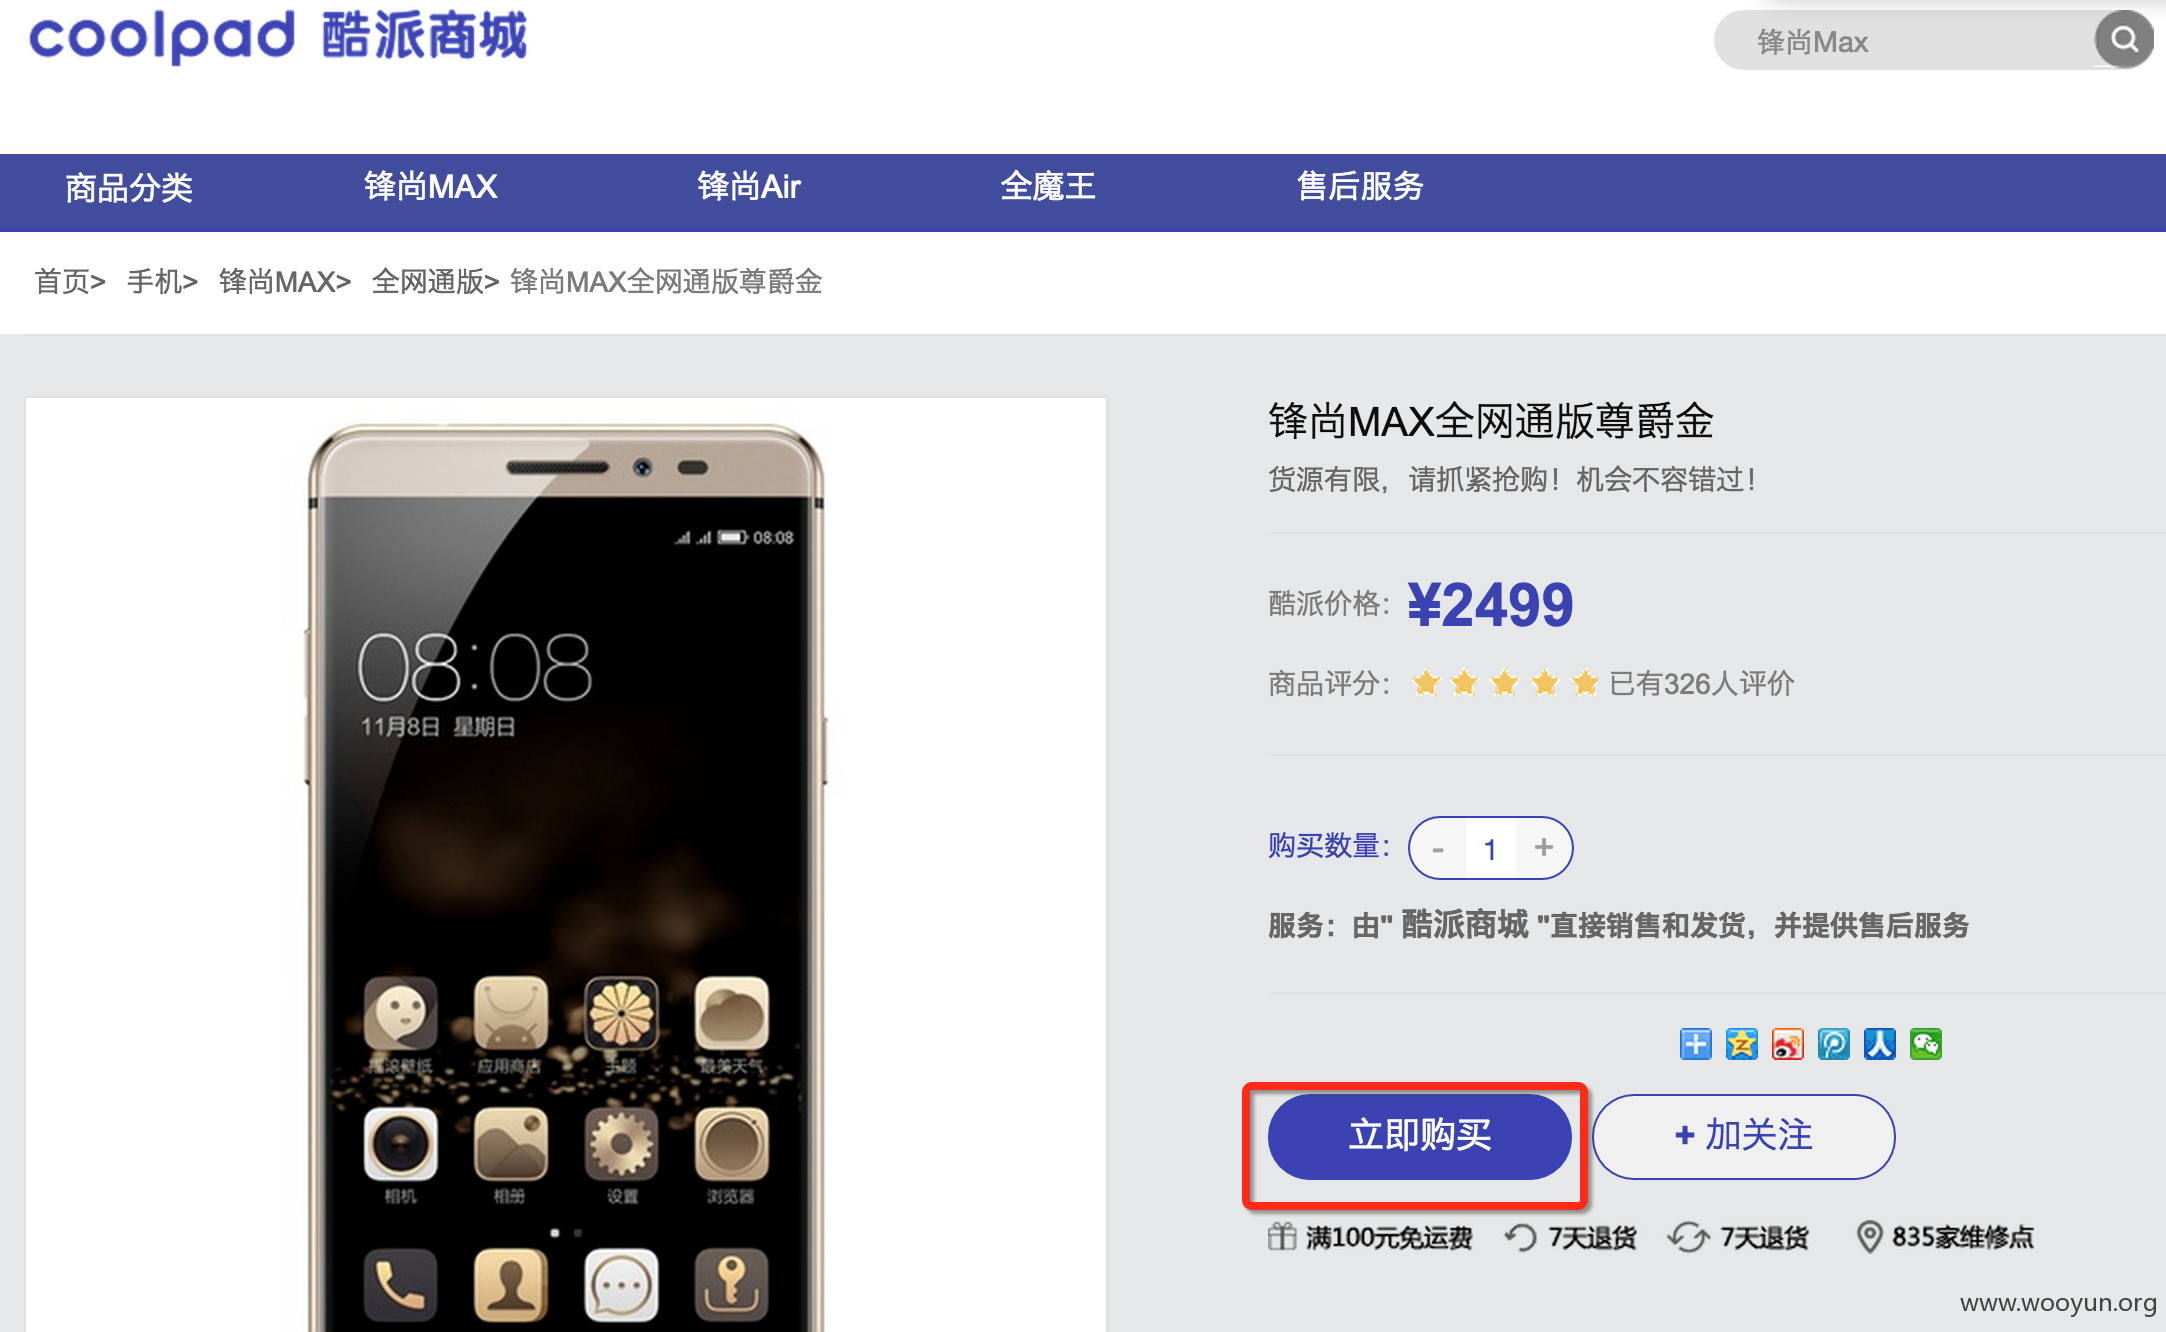 coolpad 酷派商城
锋尚Max
商品分类 锋尚MAX 锋尚Air 全魔王 售后服务
首页> 手机> 锋尚MAX> 全网通版> 锋尚MAX全网通版尊爵金
锋尚MAX全网通版尊爵金
货源有限，请抓紧抢购！机会不容错过！
酷派价格：¥2499
商品评分： 已有326人评价
购买数量： - 1 +
服务：由" 酷派商城 "直接销售和发货，并提供售后服务
立即购买 + 加关注
满100元免运费 7天退货 7天退货 835家维修点
08:08
08:08
11月8日 星期日
摇滚壁纸 应用商店 主题 最美天气
相机 相册 设置 浏览器
www.wooyun.org